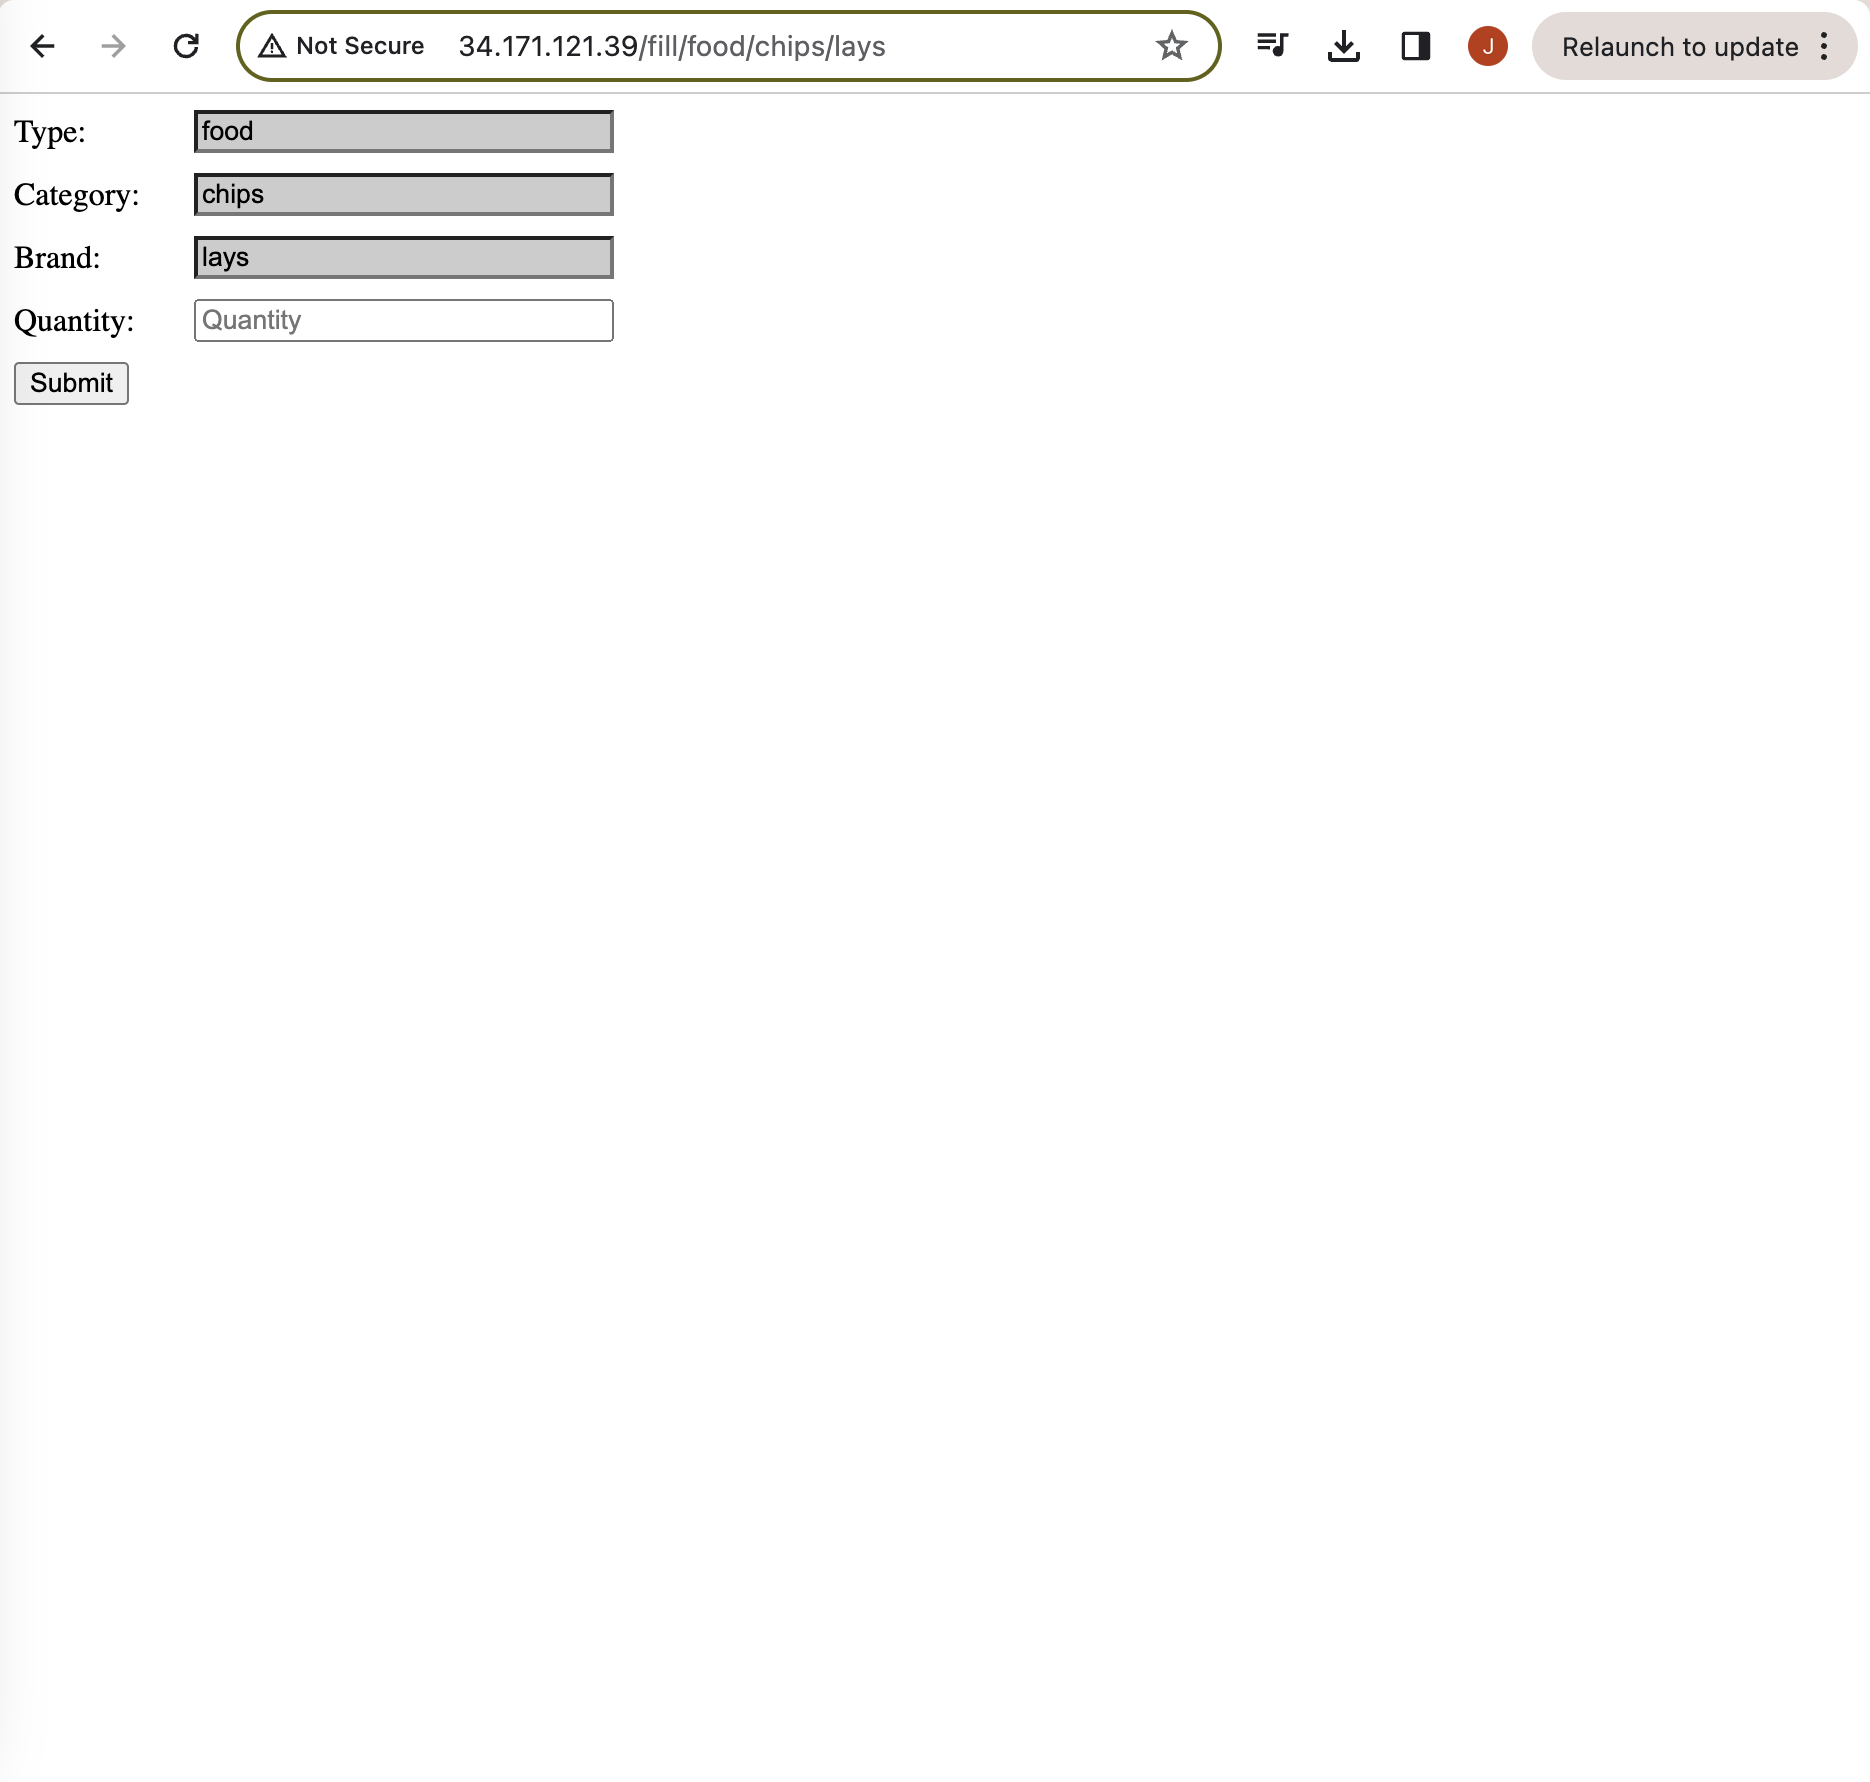 Not Secure 34.171.121.39/fill/food/chips/lays J Relaunch to update
Type: food
Category: chips
Brand: lays
Quantity: Quantity
Submit